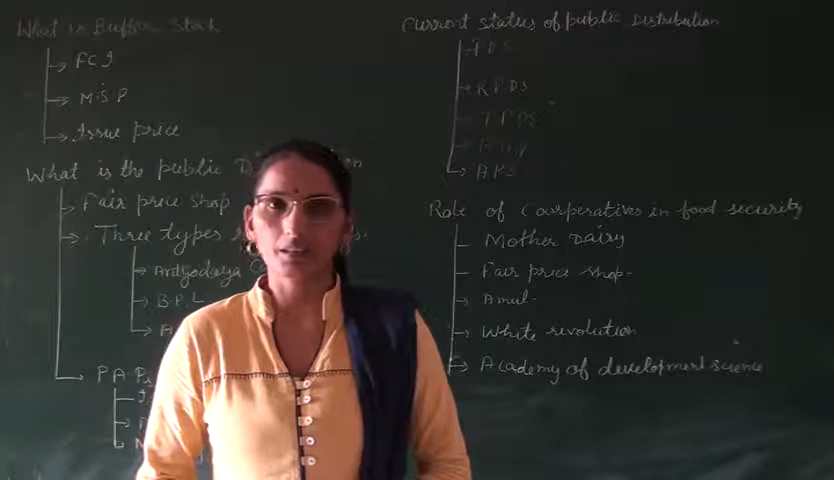 What is Buffer Stock
FCI
M.S.P
Issue price
What is the public D
Fair price shop
Three types
Antyodaya
B.P.L
P A P
Current status of public Distribution
P D S
R P D S
T P D S
Role of Coorperatives in food security
Mother Dairy
Fair price shop
Amul
White revolution
Academy of development science